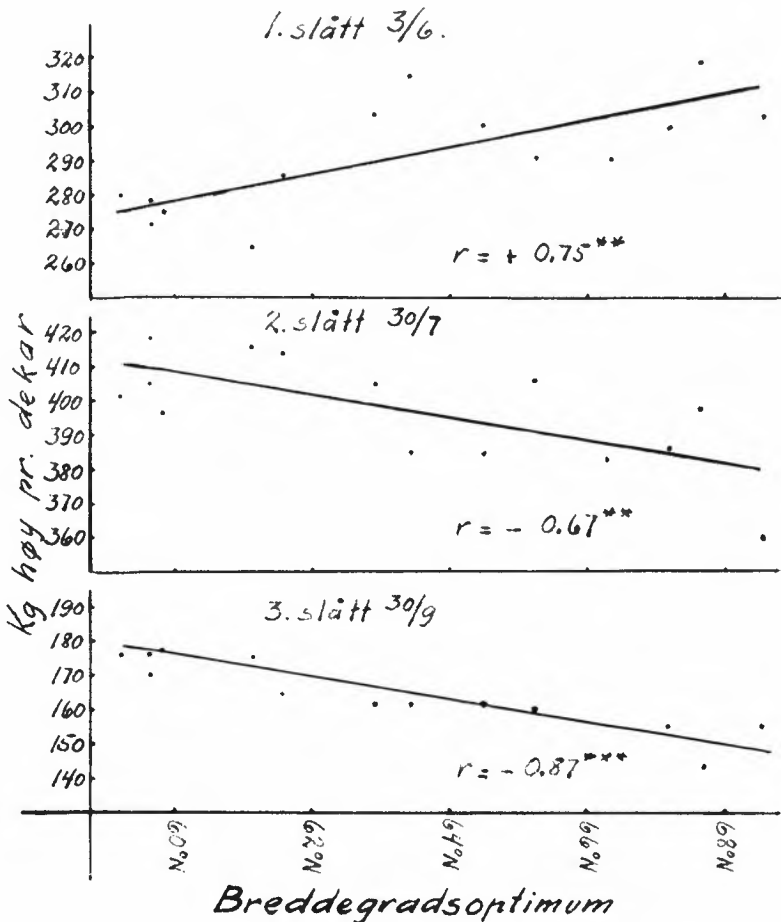 1. slått 3/6.
320
310
300
290
280
270
260
r = + 0.75**
2. slått 30/7
420
410
400
390
380
370
360
r = - 0.67**
3. slått 30/9
190
180
170
160
150
140
r = - 0.87***
Kg høy pr. dekar
60°N. 62°N. 64°N. 66°N. 68°N.
Breddegradsoptimum